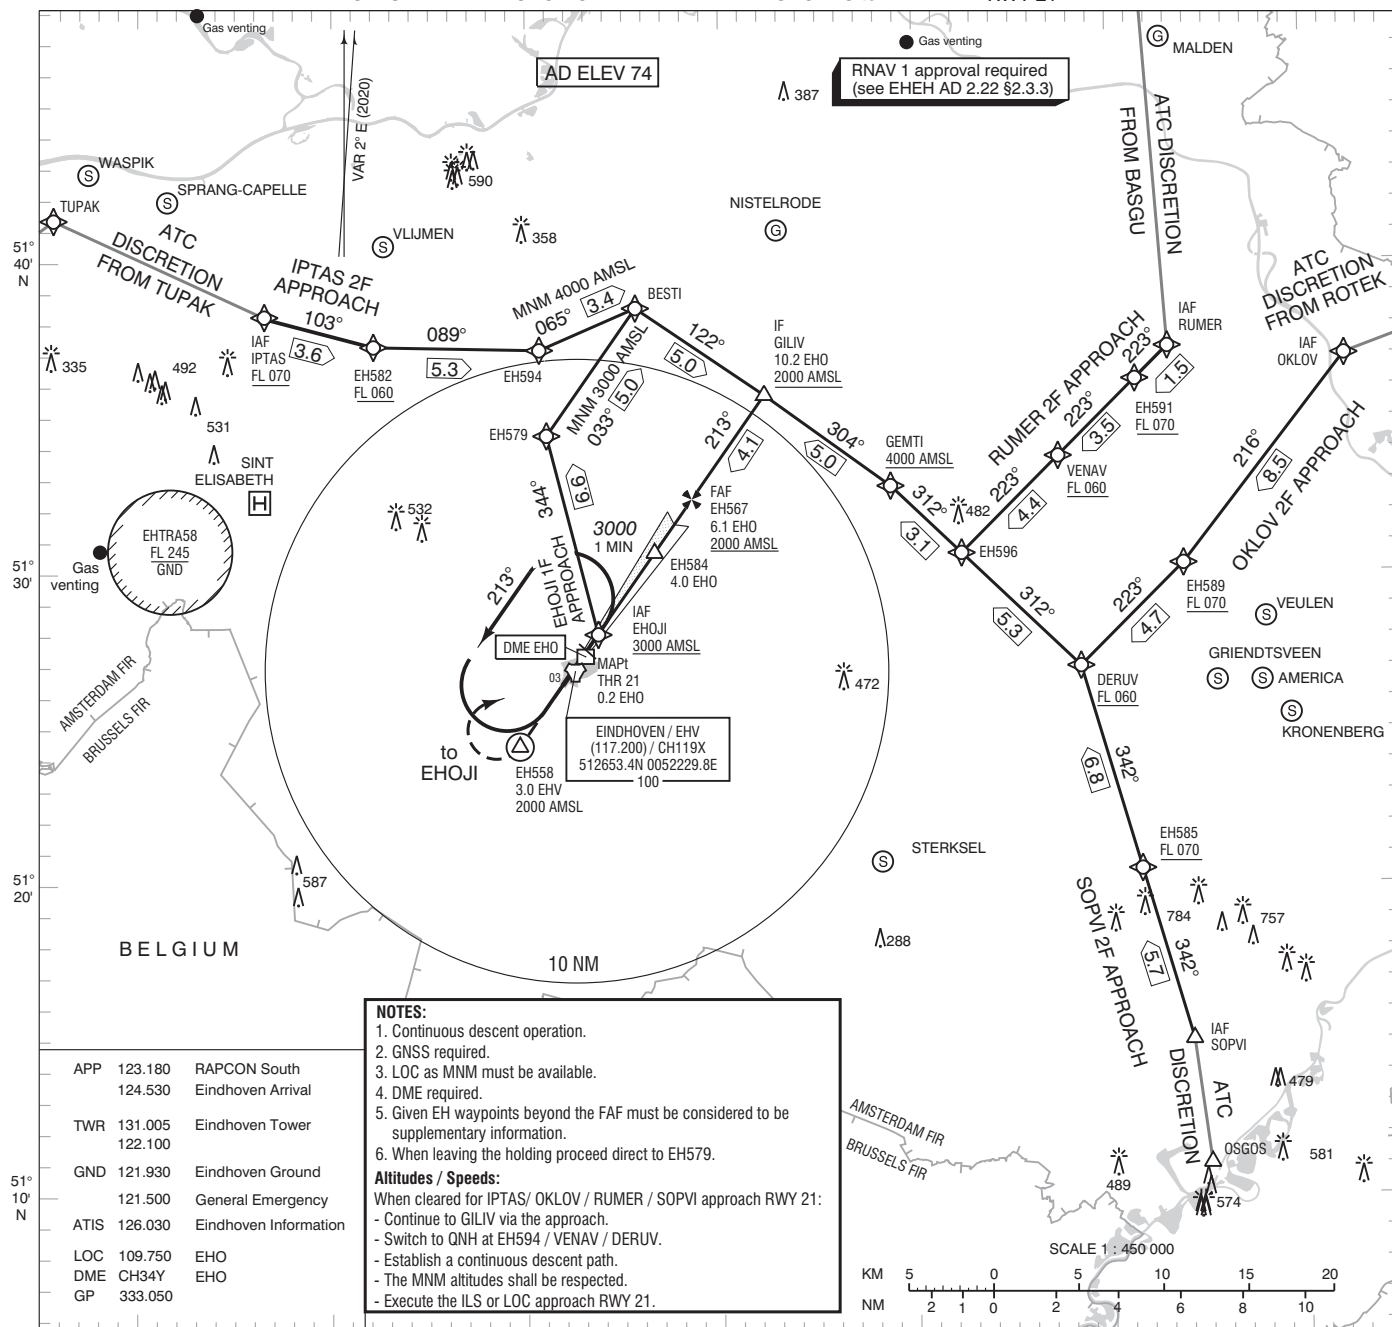 Gas venting
VAR 2° E (2020)
AD ELEV 74
Gas venting
RNAV 1 approval required
(see EHEH AD 2.22 §2.3.3)
387
G
MALDEN
ATC DISCRETION
FROM BASGU
WASPIK
S
SPRANG-CAPELLE
S
590
TUPAK
VLIJMEN
S
358
NISTELRODE
G
51°
40'
N
ATC
DISCRETION
FROM TUPAK
IPTAS 2F
APPROACH
103°
3.6
IAF
IPTAS
FL 070
089°
5.3
EH582
FL 060
EH594
MNM 4000 AMSL
065°
3.4
BESTI
MNM 3000 AMSL
033°
5.0
122°
5.0
IF
GILIV
10.2 EHO
2000 AMSL
304°
5.0
GEMTI
4000 AMSL
RUMER 2F APPROACH
223°
1.5
IAF
RUMER
ATC
DISCRETION
FROM ROTEK
IAF
OKLOV
EH591
FL 070
223°
3.5
VENAV
FL 060
223°
4.4
216°
8.5
OKLOV 2F APPROACH
335
492
531
SINT
ELISABETH
H
EH579
213°
4.1
312°
3.1
482
EH596
532
344°
6.6
3000
1 MIN
FAF
EH567
6.1 EHO
2000 AMSL
EHTRA58
FL 245
GND
51°
30'
Gas
venting
213°
EHOJI 1F
APPROACH
EH584
4.0 EHO
312°
5.3
223°
4.7
EH589
FL 070
S
VEULEN
IAF
EHOJI
3000 AMSL
DME EHO
03
MAPt
THR 21
0.2 EHO
472
DERUV
FL 060
GRIENDTSVEEN
S
S
AMERICA
S
KRONENBERG
AMSTERDAM FIR
BRUSSELS FIR
to
EHOJI
EH558
3.0 EHV
2000 AMSL
EINDHOVEN / EHV
(117.200) / CH119X
512653.4N 0052229.8E
100
342°
6.8
EH585
FL 070
51°
20'
587
S
STERKSEL
784
757
288
SOPVI 2F APPROACH
342°
5.7
BELGIUM
10 NM
IAF
SOPVI
ATC
DISCRETION
479
OSGOS
581
489
574
AMSTERDAM FIR
BRUSSELS FIR
51°
10'
N
APP 123.180 RAPCON South
124.530 Eindhoven Arrival
TWR 131.005 Eindhoven Tower
122.100
GND 121.930 Eindhoven Ground
121.500 General Emergency
ATIS 126.030 Eindhoven Information
LOC 109.750 EHO
DME CH34Y EHO
GP 333.050
NOTES:
1. Continuous descent operation.
2. GNSS required.
3. LOC as MNM must be available.
4. DME required.
5. Given EH waypoints beyond the FAF must be considered to be
supplementary information.
6. When leaving the holding proceed direct to EH579.
Altitudes / Speeds:
When cleared for IPTAS/ OKLOV / RUMER / SOPVI approach RWY 21:
- Continue to GILIV via the approach.
- Switch to QNH at EH594 / VENAV / DERUV.
- Establish a continuous descent path.
- The MNM altitudes shall be respected.
- Execute the ILS or LOC approach RWY 21.
SCALE 1 : 450 000
KM 5 0 5 10 15 20
NM 2 1 0 2 4 6 8 10